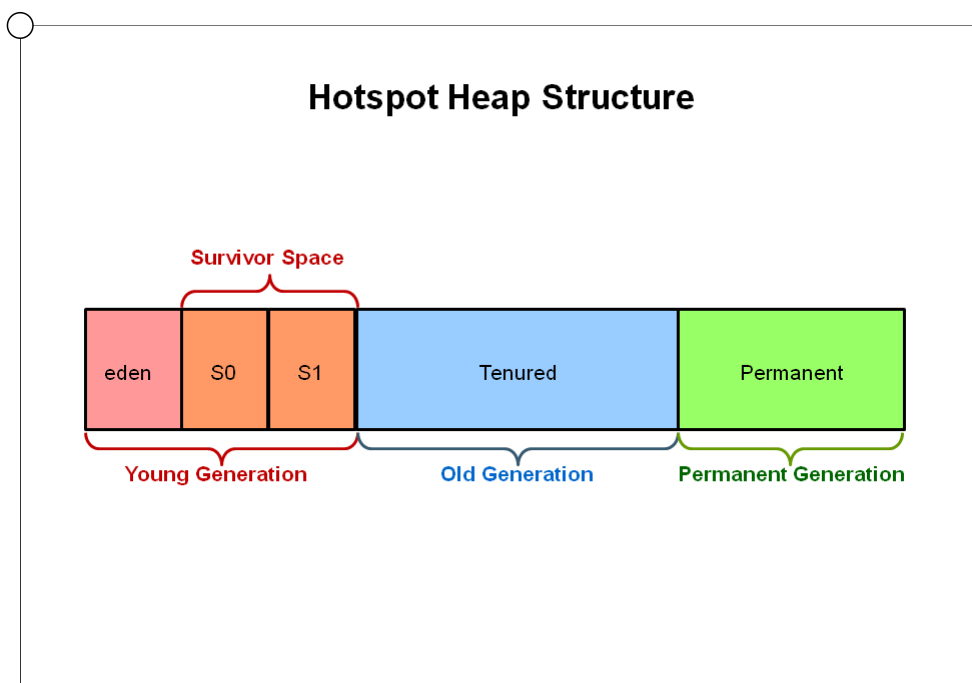 Hotspot Heap Structure
Survivor Space
eden S0 S1 Tenured Permanent
Young Generation Old Generation Permanent Generation